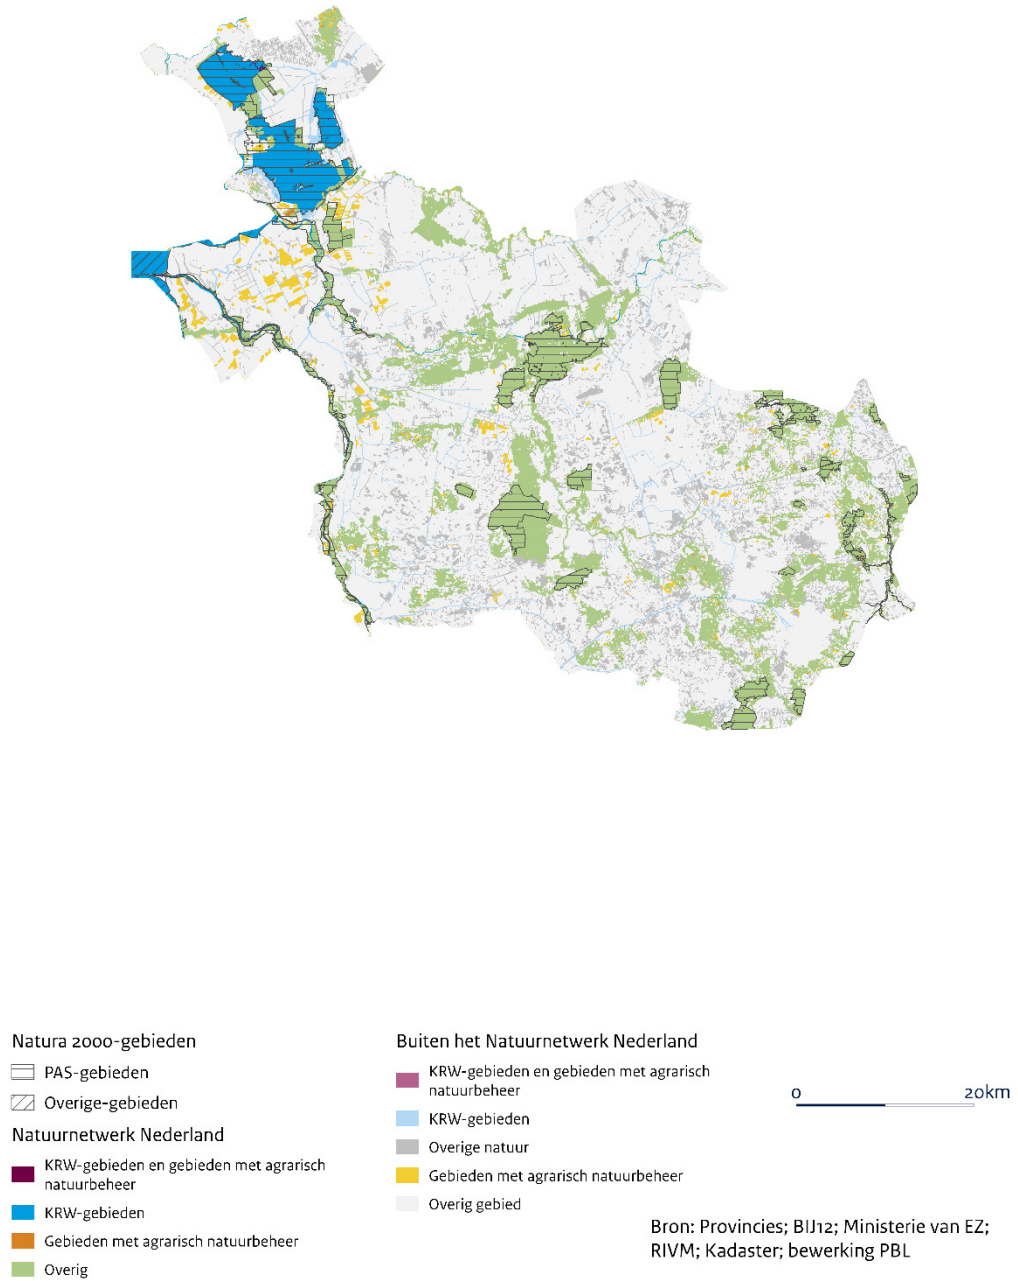 Natura 2000-gebieden
PAS-gebieden
Overige-gebieden
Natuurnetwerk Nederland
KRW-gebieden en gebieden met agrarisch
natuurbeheer
KRW-gebieden
Gebieden met agrarisch natuurbeheer
Overig
Buiten het Natuurnetwerk Nederland
KRW-gebieden en gebieden met agrarisch
natuurbeheer
KRW-gebieden
Overige natuur
Gebieden met agrarisch natuurbeheer
Overig gebied
0 20km
Bron: Provincies; BIJ12; Ministerie van EZ;
RIVM; Kadaster; bewerking PBL